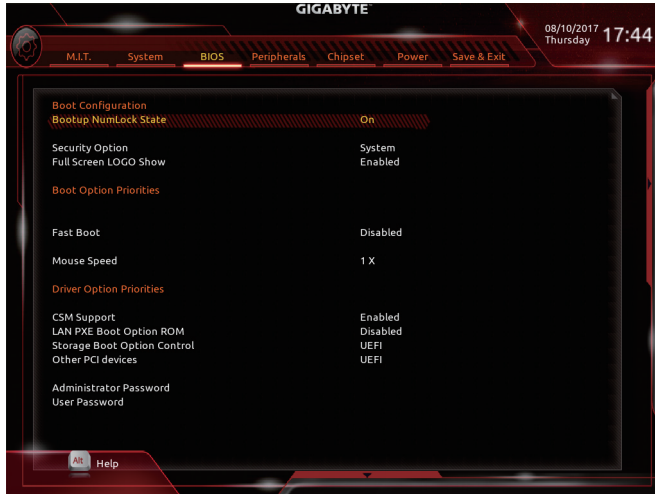 GIGABYTE
08/10/2017 Thursday 17:44
M.I.T. System BIOS Peripherals Chipset Power Save & Exit
Boot Configuration
Bootup NumLock State On
Security Option System
Full Screen LOGO Show Enabled
Boot Option Priorities
Fast Boot Disabled
Mouse Speed 1 X
Driver Option Priorities
CSM Support Enabled
LAN PXE Boot Option ROM Disabled
Storage Boot Option Control UEFI
Other PCI devices UEFI
Administrator Password
User Password
Alt Help